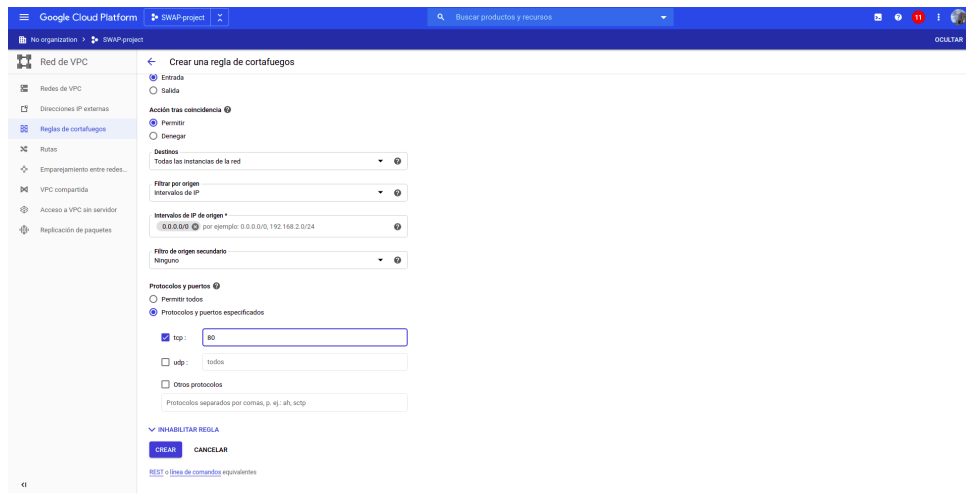 Google Cloud Platform
SWAP-project
Buscar productos y recursos
11
No organization > SWAP-project
OCULTAR
Red de VPC
Crear una regla de cortafuegos
Redes de VPC
Direcciones IP externas
Reglas de cortafuegos
Rutas
Emparejamiento entre redes...
VPC compartida
Acceso a VPC sin servidor
Replicación de paquetes
Entrada
Salida
Acción tras coincidencia
Permitir
Denegar
Destinos
Todas las instancias de la red
Filtrar por origen
Intervalos de IP
Intervalos de IP de origen *
0.0.0.0/0 por ejemplo: 0.0.0.0/0, 192.168.2.0/24
Filtro de origen secundario
Ninguno
Protocolos y puertos
Permitir todos
Protocolos y puertos especificados
tcp : 80
udp : todos
Otros protocolos
Protocolos separados por comas, p. ej.: ah, sctp
INHABILITAR REGLA
CREAR CANCELAR
REST o línea de comandos equivalentes